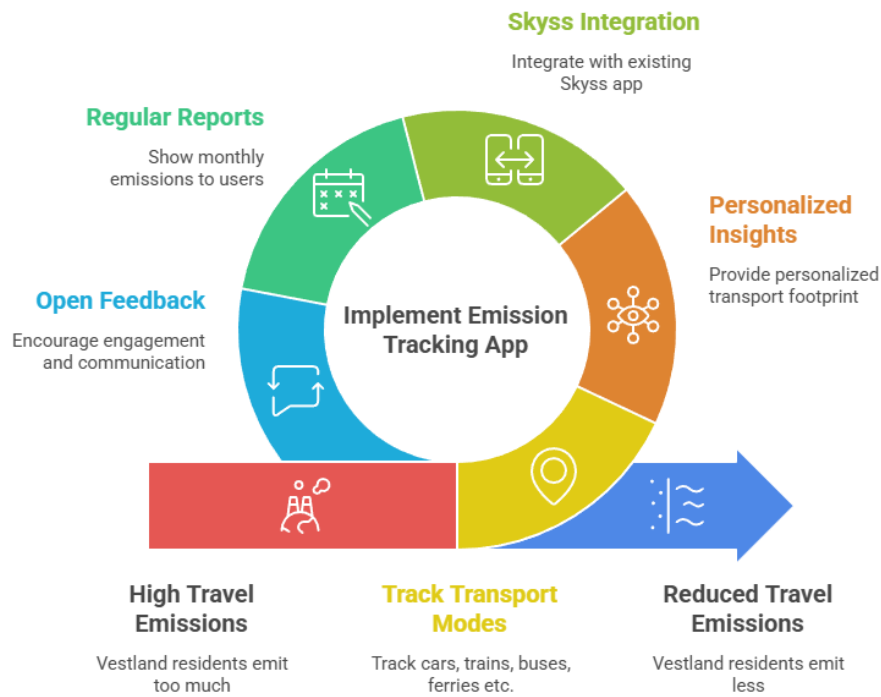 Skyss Integration
Integrate with existing
Skyss app
Regular Reports
Show monthly
emissions to users
Personalized
Insights
Provide personalized
transport footprint
Open Feedback
Encourage engagement
and communication
Implement Emission
Tracking App
High Travel
Emissions
Vestland residents emit
too much
Track Transport
Modes
Track cars, trains, buses,
ferries etc.
Reduced Travel
Emissions
Vestland residents emit
less